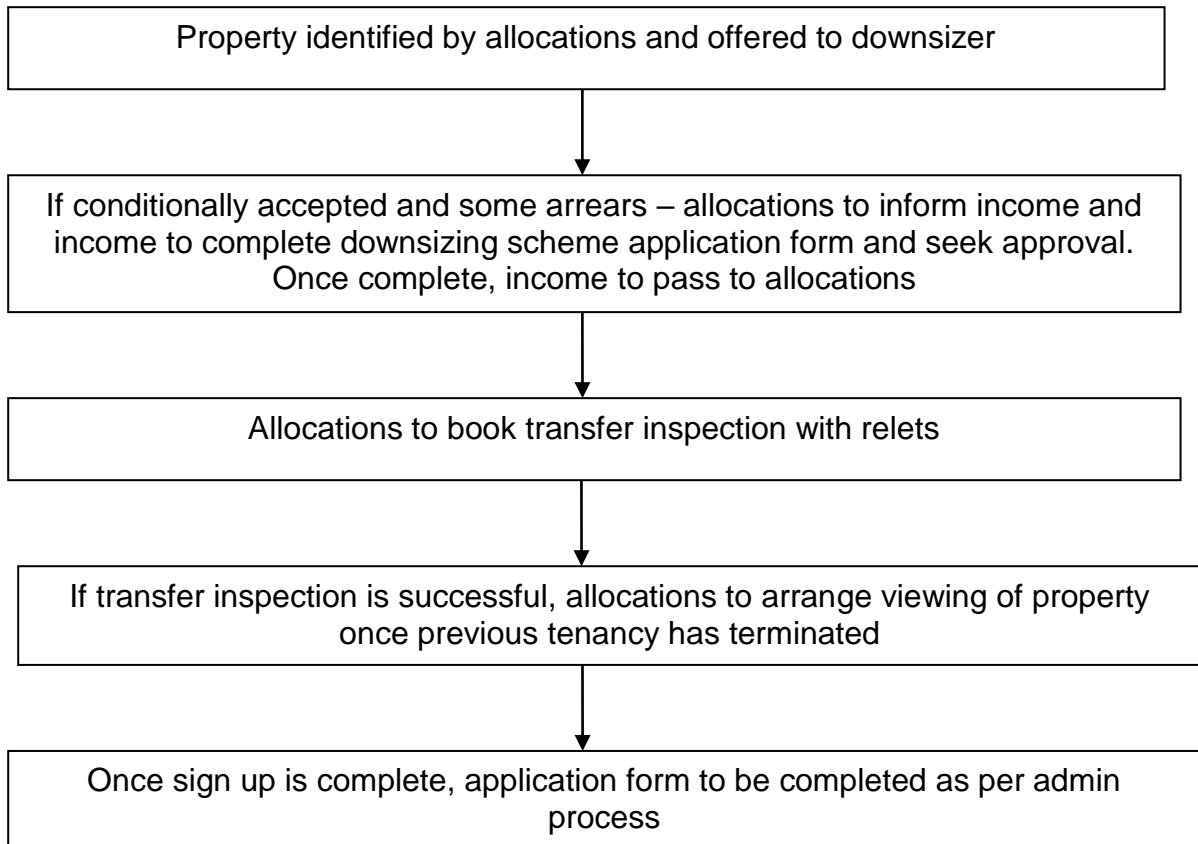 Property identified by allocations and offered to downsizer
If conditionally accepted and some arrears – allocations to inform income and
income to complete downsizing scheme application form and seek approval.
Once complete, income to pass to allocations
Allocations to book transfer inspection with relets
If transfer inspection is successful, allocations to arrange viewing of property
once previous tenancy has terminated
Once sign up is complete, application form to be completed as per admin
process